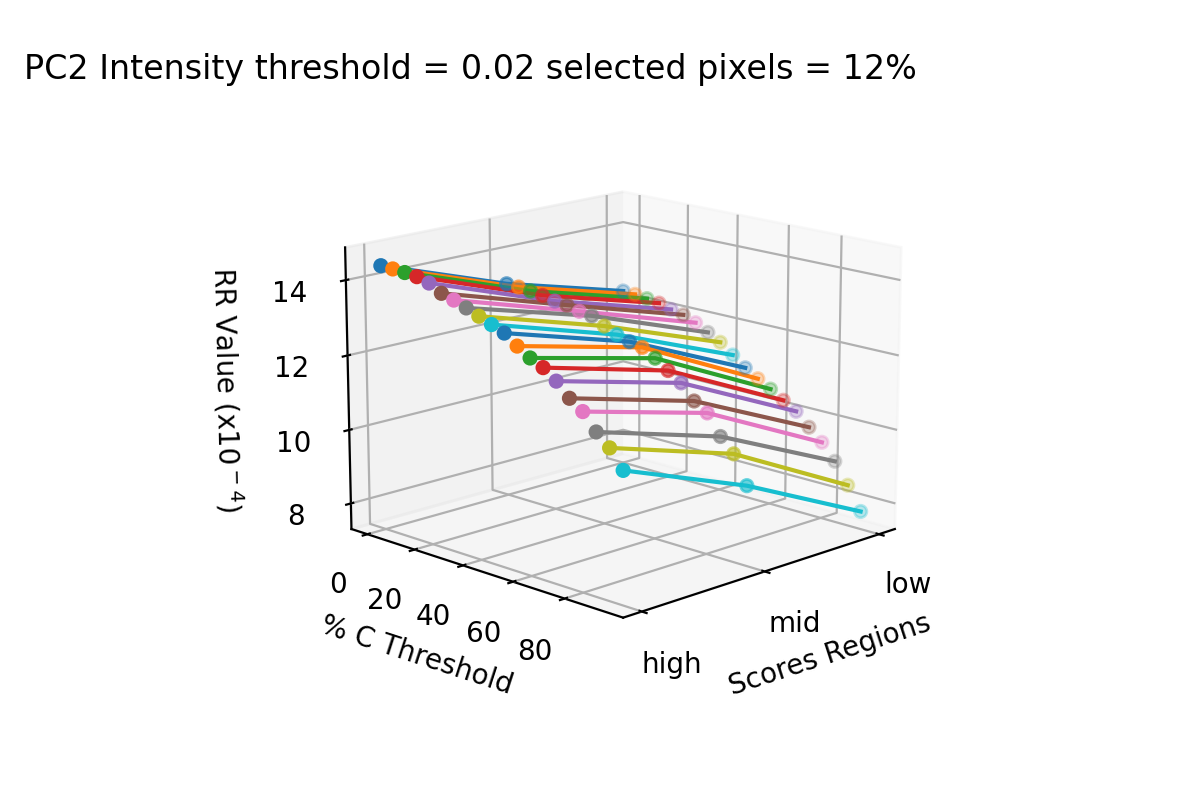 PC2 Intensity threshold = 0.02 selected pixels = 12%
RR Value (x10⁻⁴)
14
12
10
8
0
20
40
60
80
% C Threshold
high
mid
low
Scores Regions